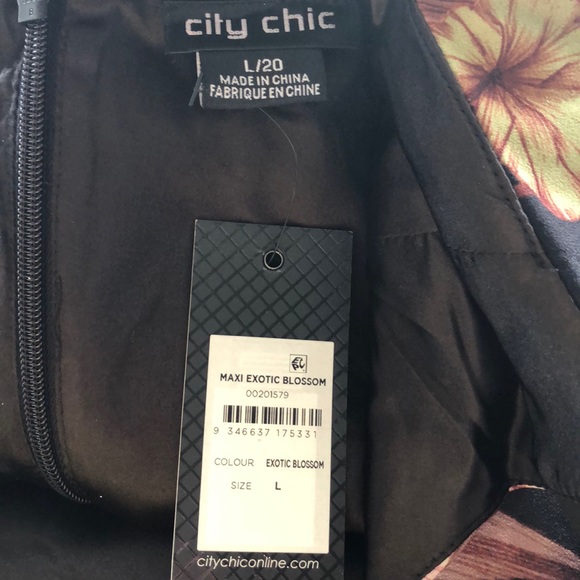 city chic
L/20
MADE IN CHINA
FABRIQUE EN CHINE
MAXI EXOTIC BLOSSOM
00201579
9 346637 175331
COLOUR EXOTIC BLOSSOM
SIZE L
citychiconline.com